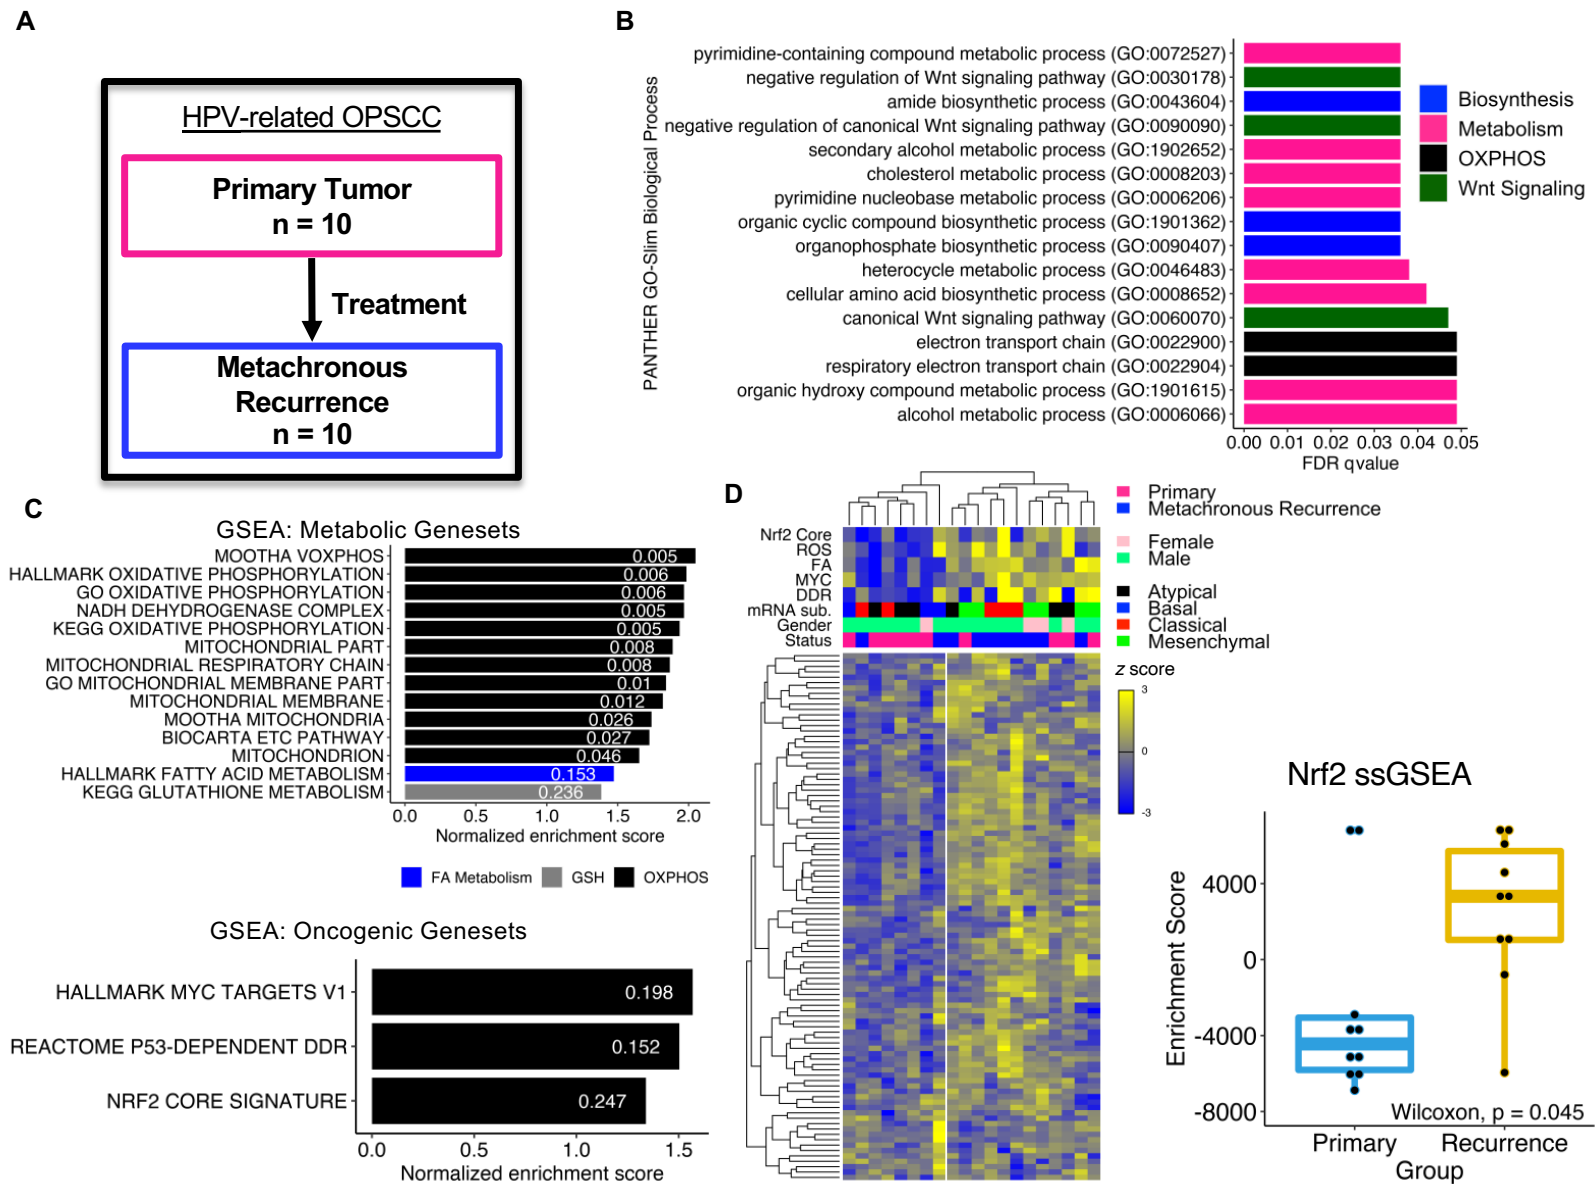 A
HPV-related OPSCC
Primary Tumor
n = 10
Treatment
Metachronous
Recurrence
n = 10
B
PANTHER GO-Slim Biological Process
pyrimidine-containing compound metabolic process (GO:0072527)
negative regulation of Wnt signaling pathway (GO:0030178)
amide biosynthetic process (GO:0043604)
negative regulation of canonical Wnt signaling pathway (GO:0090090)
secondary alcohol metabolic process (GO:1902652)
cholesterol metabolic process (GO:0008203)
pyrimidine nucleobase metabolic process (GO:0006206)
organic cyclic compound biosynthetic process (GO:1901362)
organophosphate biosynthetic process (GO:0090407)
heterocycle metabolic process (GO:0046483)
cellular amino acid biosynthetic process (GO:0008652)
canonical Wnt signaling pathway (GO:0060070)
electron transport chain (GO:0022900)
respiratory electron transport chain (GO:0022904)
organic hydroxy compound metabolic process (GO:1901615)
alcohol metabolic process (GO:0006066)
0.00 0.01 0.02 0.03 0.04 0.05
FDR qvalue
Biosynthesis
Metabolism
OXPHOS
Wnt Signaling
C
GSEA: Metabolic Genesets
MOOTHA VOXPHOS 0.005
HALLMARK OXIDATIVE PHOSPHORYLATION 0.006
GO OXIDATIVE PHOSPHORYLATION 0.006
NADH DEHYDROGENASE COMPLEX 0.005
KEGG OXIDATIVE PHOSPHORYLATION 0.005
MITOCHONDRIAL PART 0.008
MITOCHONDRIAL RESPIRATORY CHAIN 0.008
GO MITOCHONDRIAL MEMBRANE PART 0.01
MITOCHONDRIAL MEMBRANE 0.012
MOOTHA MITOCHONDRIA 0.026
BIOCARTA ETC PATHWAY 0.027
MITOCHONDRION 0.046
HALLMARK FATTY ACID METABOLISM 0.153
KEGG GLUTATHIONE METABOLISM 0.236
0.0 0.5 1.0 1.5 2.0
Normalized enrichment score
FA Metabolism GSH OXPHOS
GSEA: Oncogenic Genesets
HALLMARK MYC TARGETS V1 0.198
REACTOME P53-DEPENDENT DDR 0.152
NRF2 CORE SIGNATURE 0.247
0.0 0.5 1.0 1.5
Normalized enrichment score
D
Nrf2 Core
ROS
FA
MYC
DDR
mRNA sub.
Gender
Status
Primary
Metachronous Recurrence
Female
Male
Atypical
Basal
Classical
Mesenchymal
z score
3
0
-3
Nrf2 ssGSEA
Enrichment Score
4000
0
-4000
-8000
Wilcoxon, p = 0.045
Primary Recurrence
Group